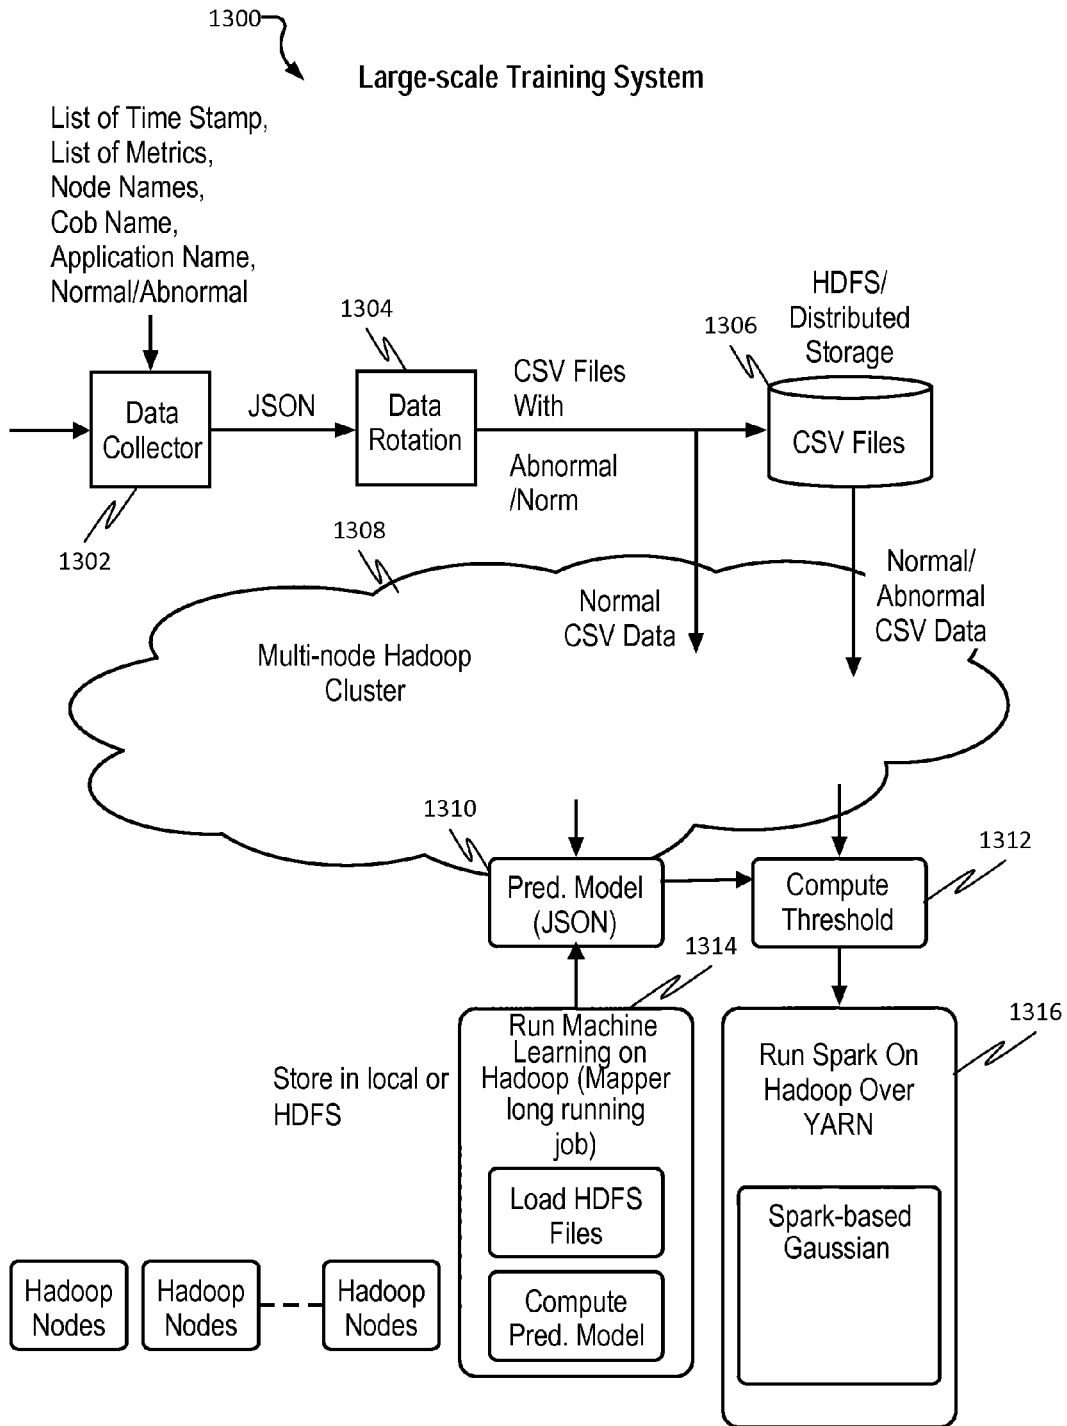 1300
Large-scale Training System
List of Time Stamp,
List of Metrics,
Node Names,
Cob Name,
Application Name,
Normal/Abnormal
1304
1306
HDFS/
Distributed
Storage
Data
Collector
JSON
Data
Rotation
CSV Files
With
Abnormal
/Norm
CSV Files
1302
1308
Normal
CSV Data
Normal/
Abnormal
CSV Data
Multi-node Hadoop
Cluster
1310
Pred. Model
(JSON)
Compute
Threshold
1312
1314
1316
Store in local or
HDFS
Run Machine
Learning on
Hadoop (Mapper
long running
job)
Load HDFS
Files
Compute
Pred. Model
Run Spark On
Hadoop Over
YARN
Spark-based
Gaussian
Hadoop
Nodes
Hadoop
Nodes
Hadoop
Nodes